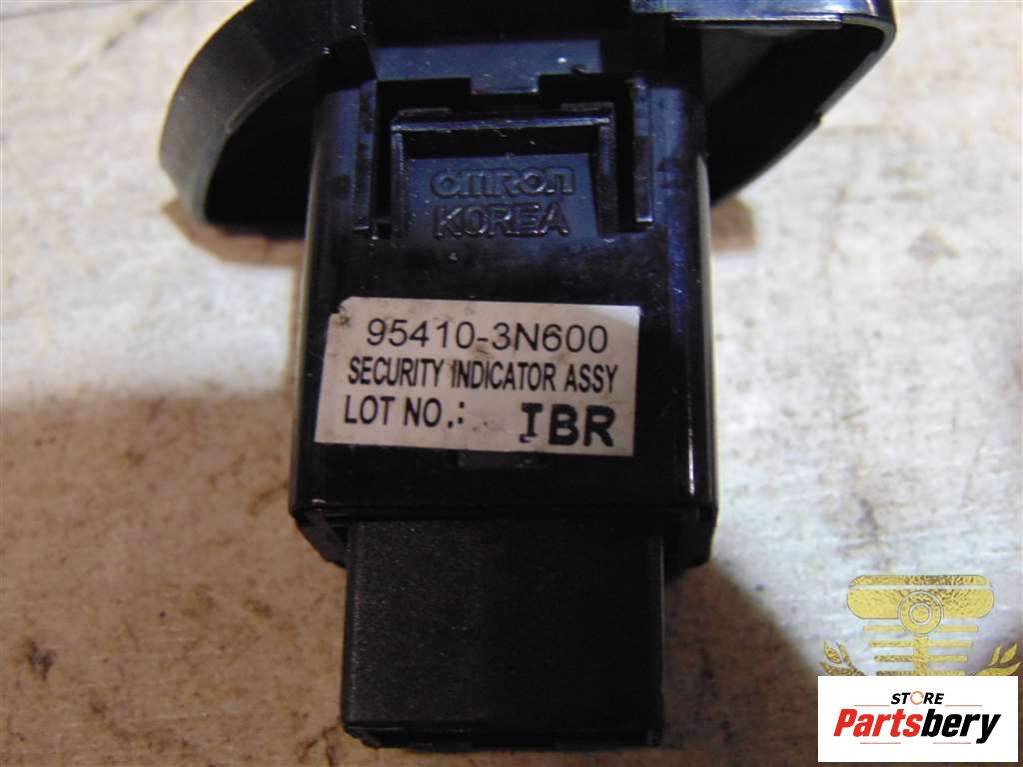 omron
KOREA
95410-3N600
SECURITY INDICATOR ASSY
LOT NO.: IBR
STORE
Partsbery